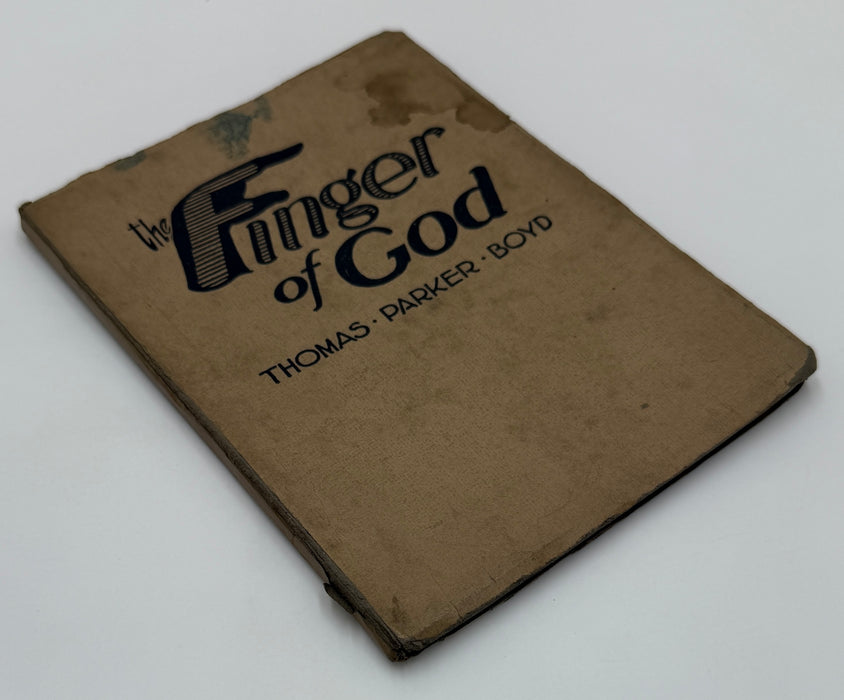 the Finger
of God
THOMAS · PARKER · BOYD